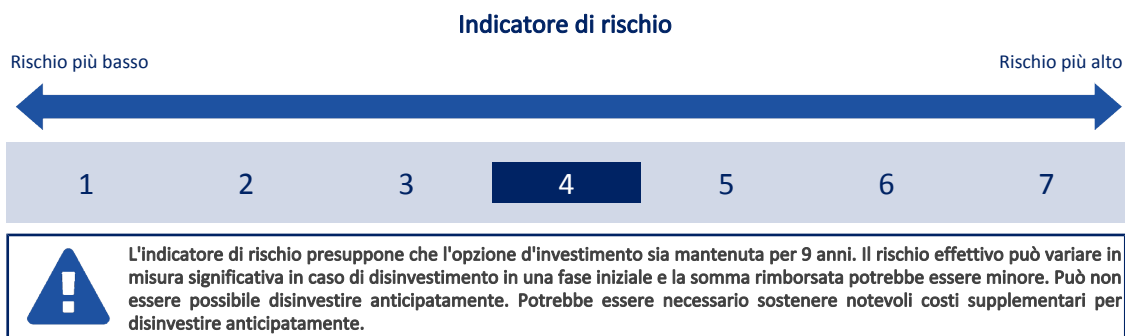 Indicatore di rischio
Rischio più basso
Rischio più alto
1 2 3 4 5 6 7
L'indicatore di rischio presuppone che l'opzione d'investimento sia mantenuta per 9 anni. Il rischio effettivo può variare in
misura significativa in caso di disinvestimento in una fase iniziale e la somma rimborsata potrebbe essere minore. Può non
essere possibile disinvestire anticipatamente. Potrebbe essere necessario sostenere notevoli costi supplementari per
disinvestire anticipatamente.